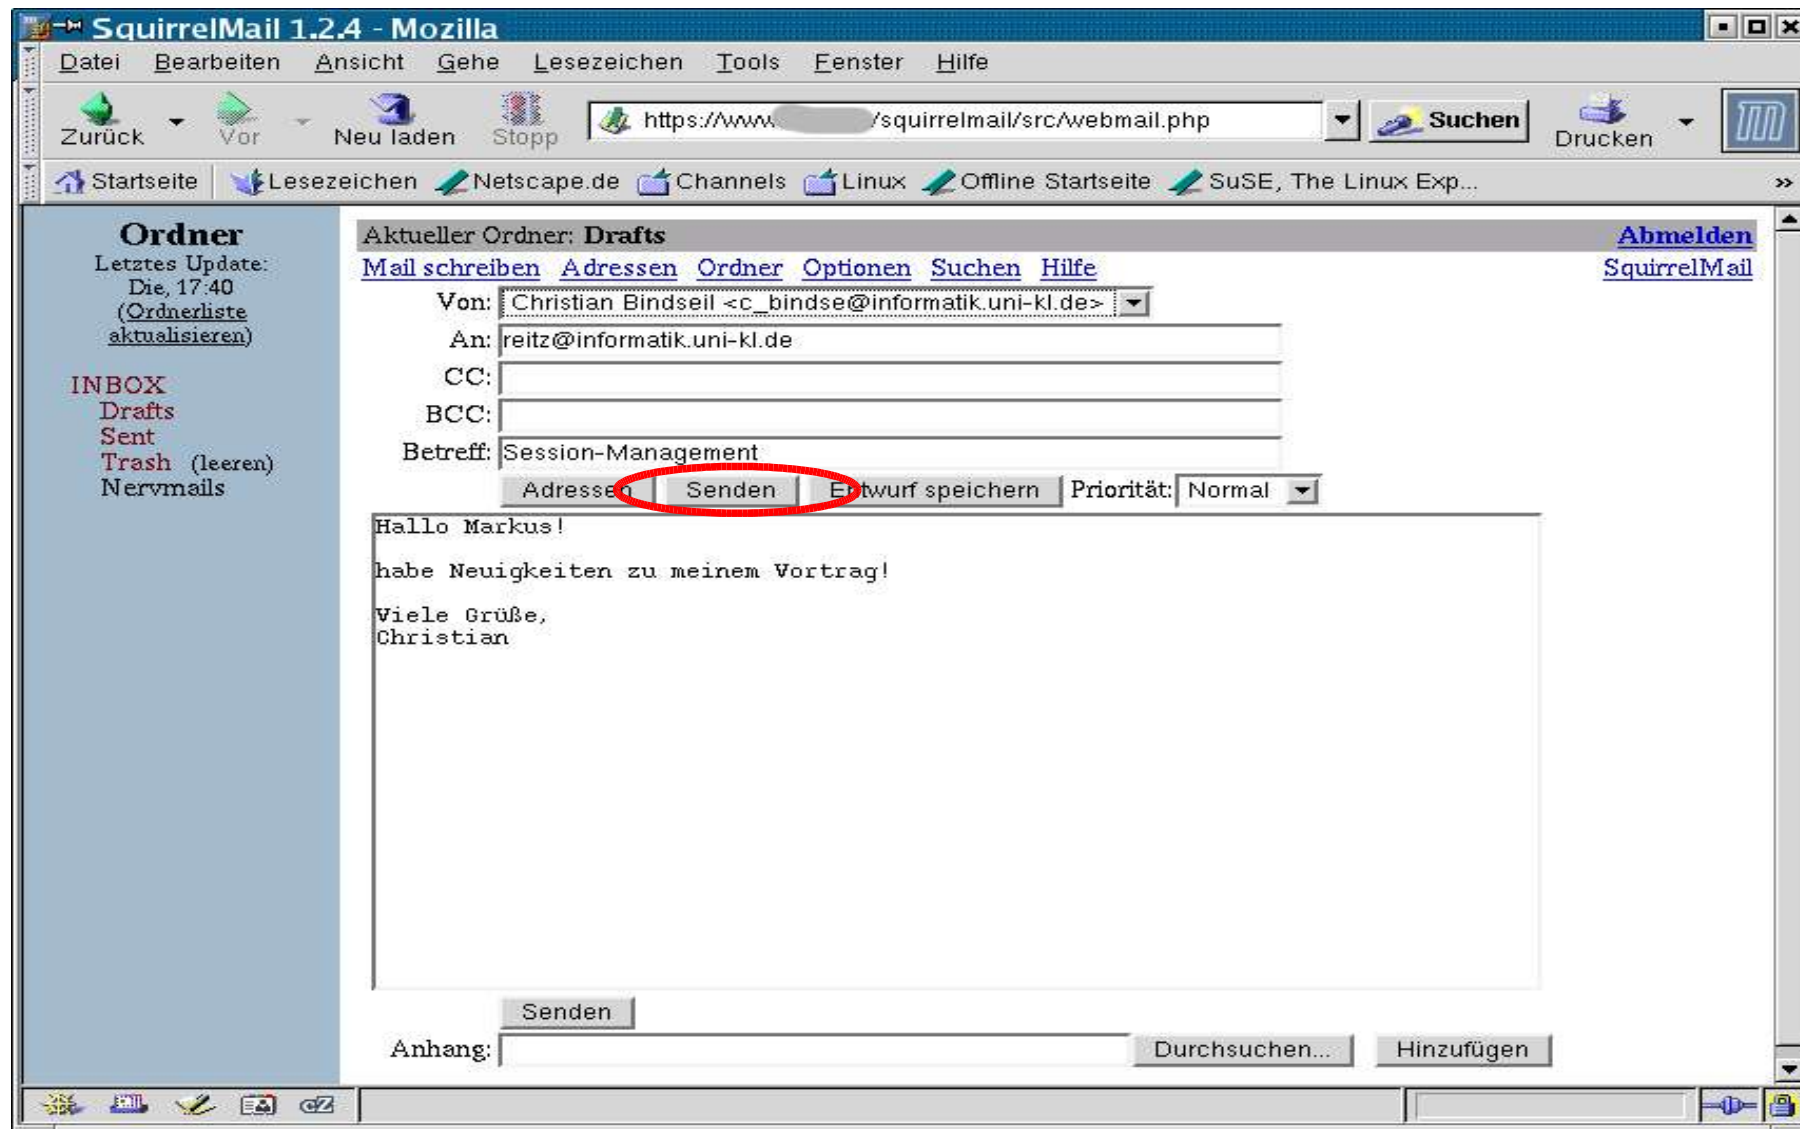 SquirrelMail 1.2.4 - Mozilla
Datei Bearbeiten Ansicht Gehe Lesezeichen Tools Fenster Hilfe
Zurück Vor Neu laden Stopp https://www /squirrelmail/src/webmail.php Suchen Drucken
Startseite Lesezeichen Netscape.de Channels Linux Offline Startseite SuSE, The Linux Exp... »
Ordner
Letztes Update:
Die, 17:40
(Ordnerliste
aktualisieren)
INBOX
Drafts
Sent
Trash (leeren)
Nervmails
Aktueller Ordner: Drafts Abmelden
Mail schreiben Adressen Ordner Optionen Suchen Hilfe SquirrelMail
Von: Christian Bindseil <c_bindse@informatik.uni-kl.de>
An: reitz@informatik.uni-kl.de
CC:
BCC:
Betreff: Session-Management
Adressen Senden Entwurf speichern Priorität: Normal
Hallo Markus!
habe Neuigkeiten zu meinem Vortrag!
Viele Grüße,
Christian
Senden
Anhang: Durchsuchen... Hinzufügen